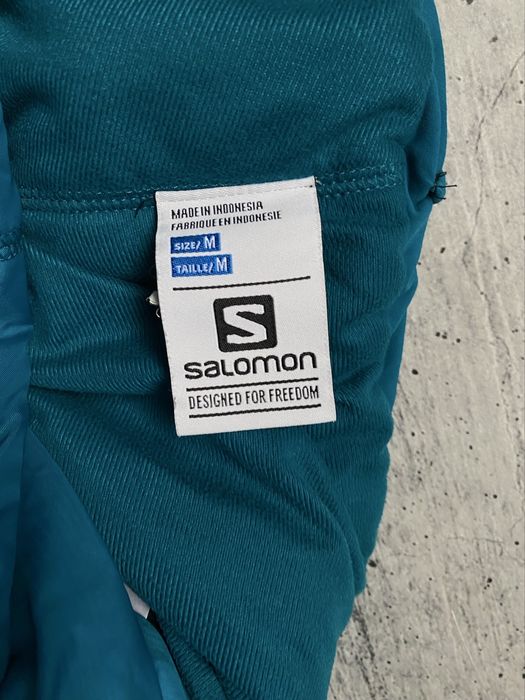 MADE IN INDONESIA
FABRIQUE EN INDONESIE
SIZE/ M
TAILLE/ M
S
SALOMON
DESIGNED FOR FREEDOM